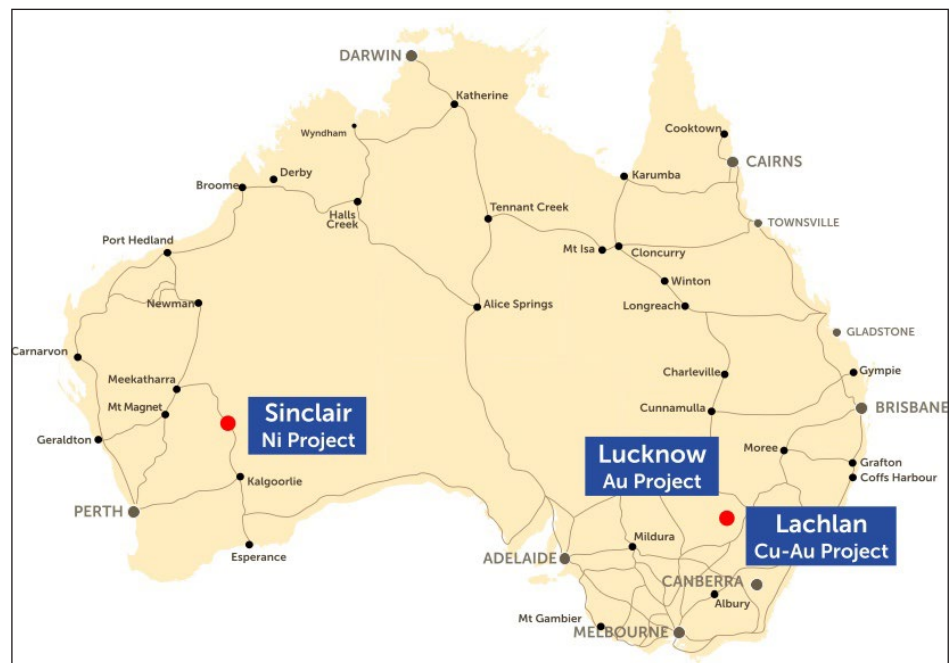 DARWIN
Katherine
Wyndham
Cooktown
CAIRNS
Derby
Karumba
Broome
Halls
Creek
Tennant Creek
TOWNSVILLE
Port Hedland
Mt Isa
Cloncurry
Winton
Newman
Alice Springs
Longreach
GLADSTONE
Carnarvon
Meekatharra
Charleville
Gympie
Mt Magnet
Sinclair
Ni Project
Cunnamulla
BRISBANE
Geraldton
Lucknow
Au Project
Moree
Grafton
Coffs Harbour
Kalgoorlie
PERTH
Lachlan
Cu-Au Project
Mildura
Esperance
ADELAIDE
CANBERRA
Albury
Mt Gambier
MELBOURNE